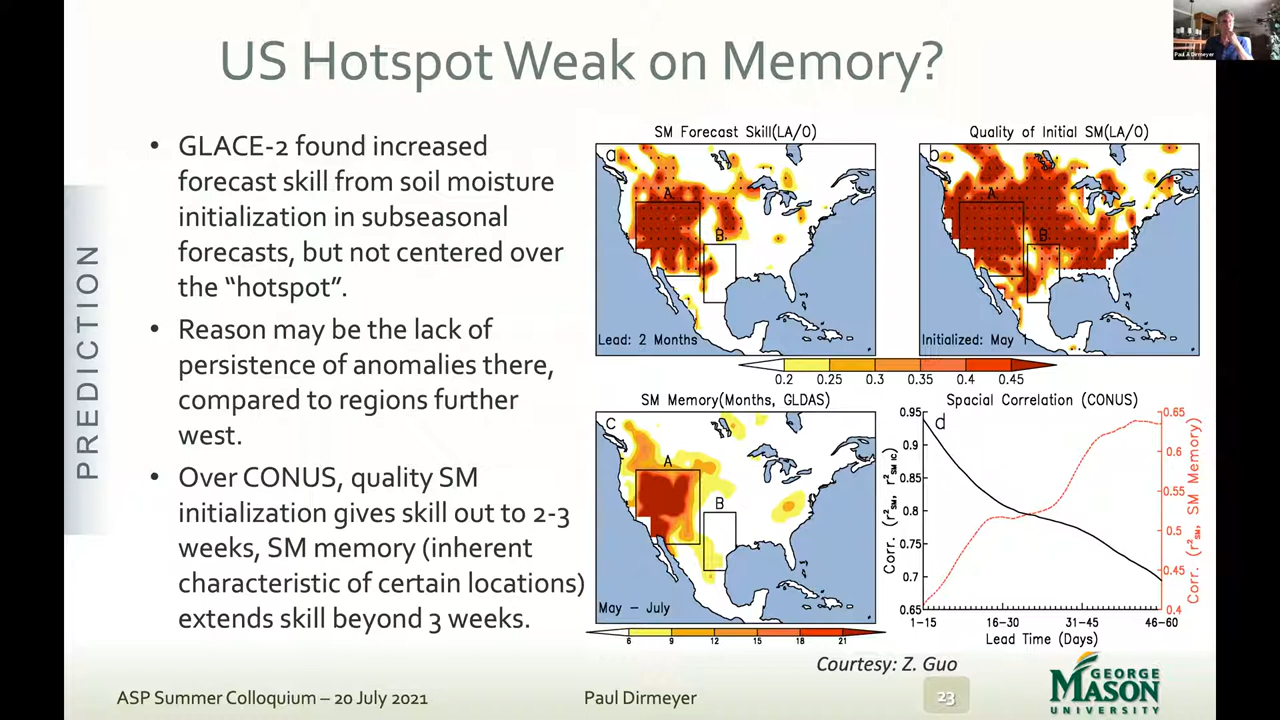 US Hotspot Weak on Memory?
Paul A Dirmeyer
PREDICTION
• GLACE-2 found increased
forecast skill from soil moisture
initialization in subseasonal
forecasts, but not centered over
the “hotspot”.
• Reason may be the lack of
persistence of anomalies there,
compared to regions further
west.
• Over CONUS, quality SM
initialization gives skill out to 2-3
weeks, SM memory (inherent
characteristic of certain locations)
extends skill beyond 3 weeks.
SM Forecast Skill(LA/O)
a
A
B
Lead: 2 Months
Quality of Initial SM(LA/O)
b
A
B
Initialized: May 1
0.2 0.25 0.3 0.35 0.4 0.45
SM Memory(Months, GLDAS)
c
A
B
May – July
6 9 12 15 18 21
Spacial Correlation (CONUS)
d
0.95
0.9
0.85
0.8
0.75
0.7
0.65
Corr. (r²SM, r²SM IC)
0.65
0.6
0.55
0.5
0.45
0.4
Corr. (r²SM, SM Memory)
1–15 16–30 31–45 46–60
Lead Time (Days)
Courtesy: Z. Guo
ASP Summer Colloquium – 20 July 2021
Paul Dirmeyer
23
GEORGE
MASON
UNIVERSITY